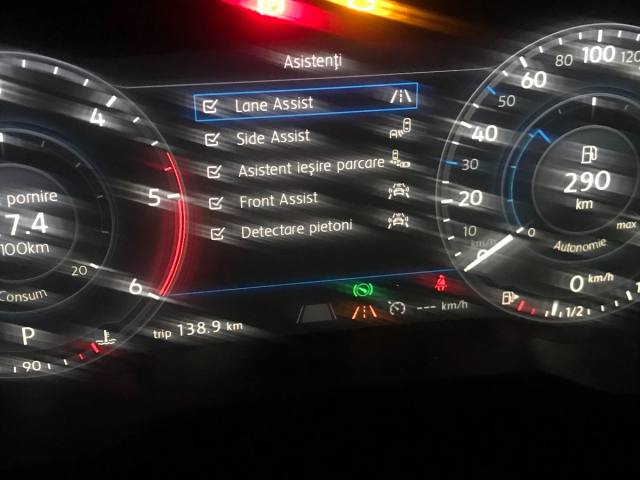 Asistenți
Lane Assist
Side Assist
Asistent ieșire parcare
Front Assist
Detectare pietoni
4
5
6
pornire
7.4
100km
20
Consum
P
90
trip 138.9 km
--- km/h
120
100
80
60
50
40
30
20
10
0
km/h
290
km
0
max
Autonomie
0 km/h
1/2